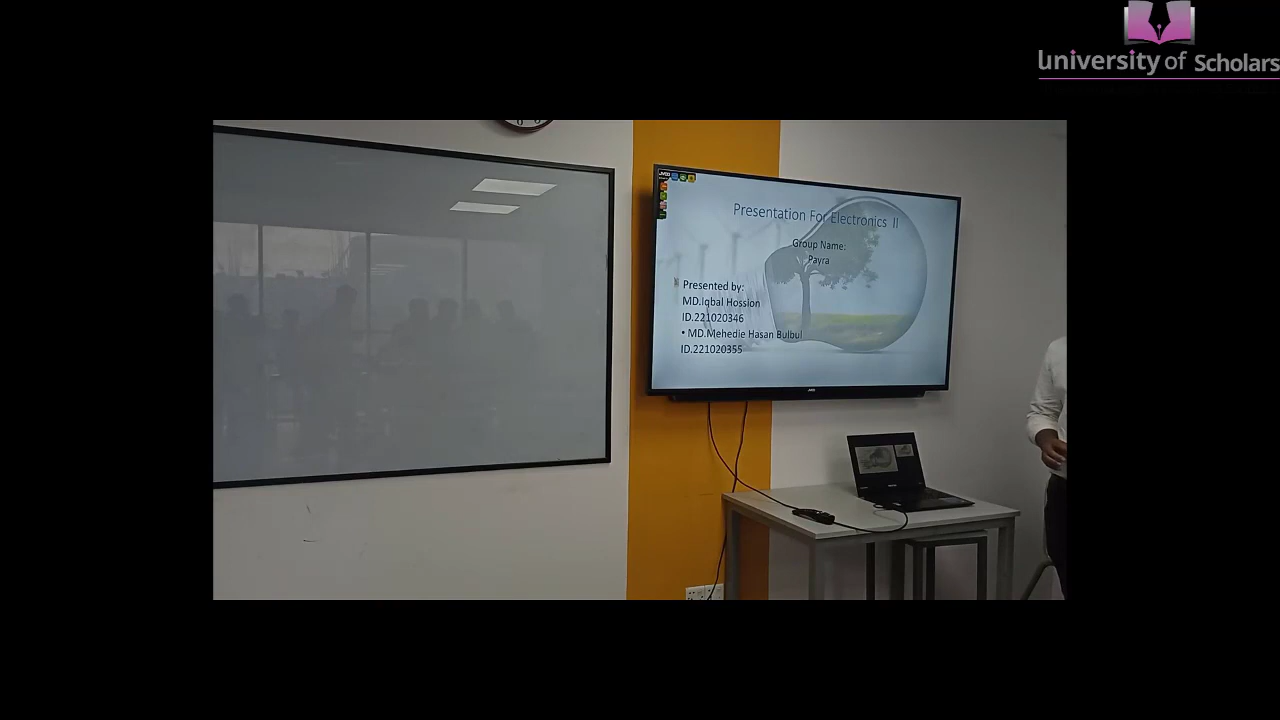 University of Scholars
Presentation For Electronics II
Group Name:
Payra
Presented by:
MD.Iqbal Hossion
ID.221020346
• MD.Mehedie Hasan Bulbul
ID.221020355